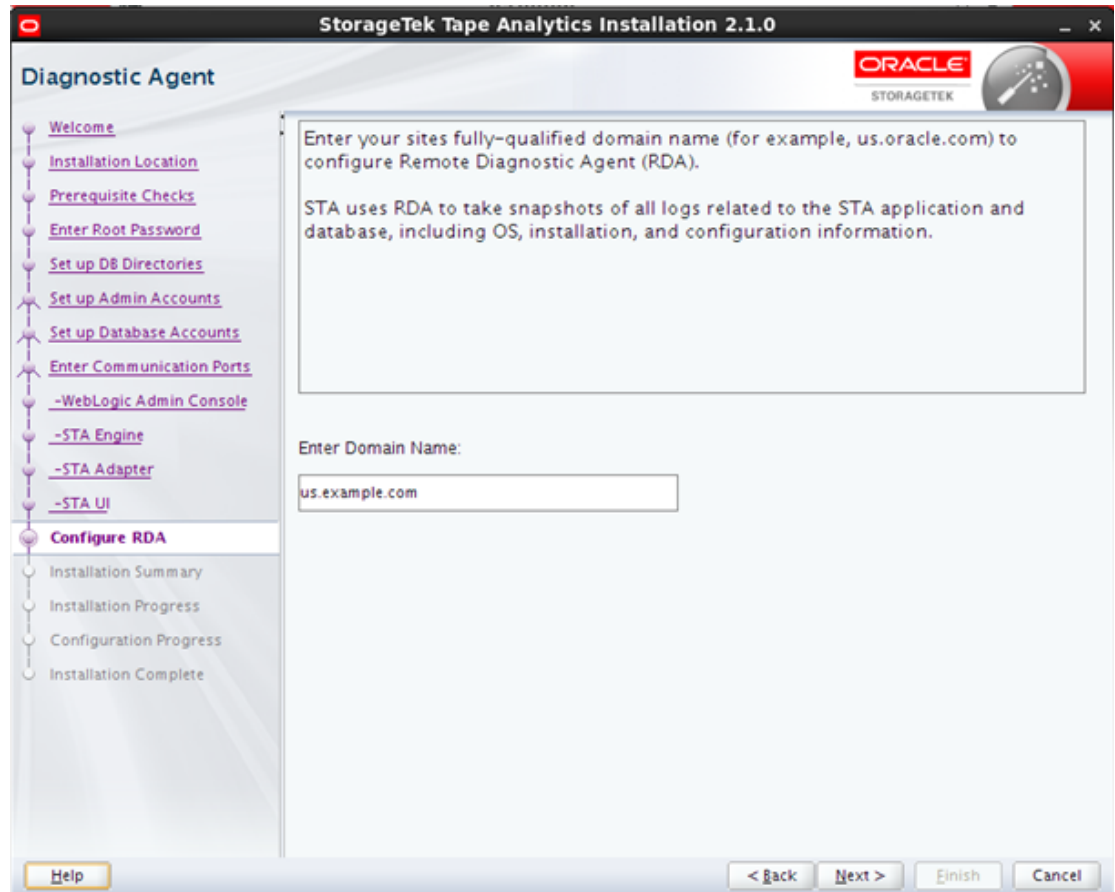 StorageTek Tape Analytics Installation 2.1.0
Diagnostic Agent
ORACLE
STORAGETEK
Welcome
Installation Location
Prerequisite Checks
Enter Root Password
Set up DB Directories
Set up Admin Accounts
Set up Database Accounts
Enter Communication Ports
-WebLogic Admin Console
-STA Engine
-STA Adapter
-STA UI
Configure RDA
Installation Summary
Installation Progress
Configuration Progress
Installation Complete
Enter your sites fully-qualified domain name (for example, us.oracle.com) to
configure Remote Diagnostic Agent (RDA).
STA uses RDA to take snapshots of all logs related to the STA application and
database, including OS, installation, and configuration information.
Enter Domain Name:
us.example.com
Help
< Back
Next >
Finish
Cancel